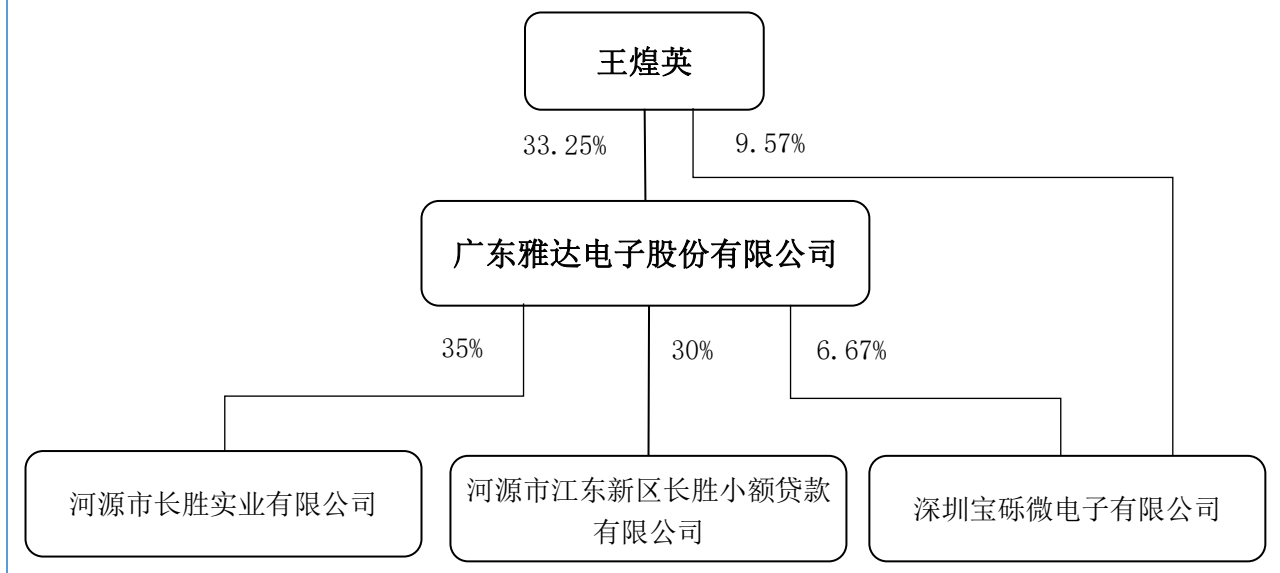 王煌英
33.25%
9.57%
广东雅达电子股份有限公司
35%
30%
6.67%
河源市长胜实业有限公司
河源市江东新区长胜小额贷款
有限公司
深圳宝砾微电子有限公司